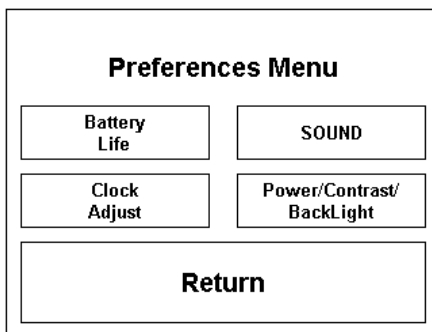 Preferences Menu
Battery
Life
SOUND
Clock
Adjust
Power/Contrast/
BackLight
Return